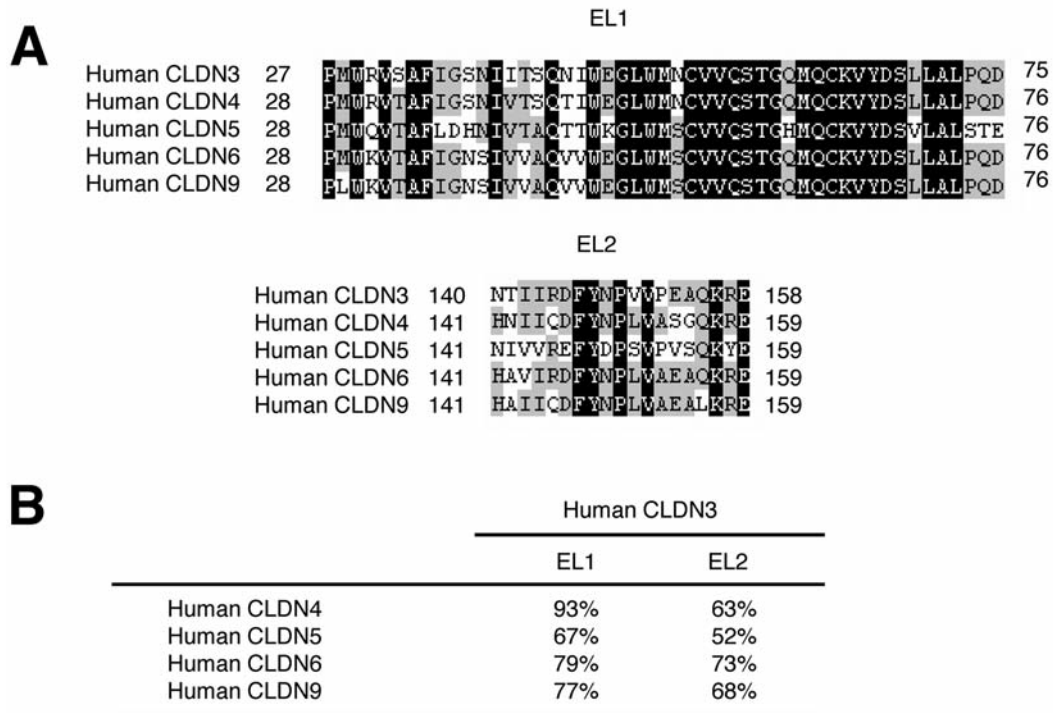 A
EL1
Human CLDN3 27 PMWRVSAFIGSNIITSQNIWEGLWMNCVVQSTGQMQCKVYDSLLALPQD 75
Human CLDN4 28 PMWRVTAFIGSNIVTSQTIWEGLWMNCVVQSTGQMQCKVYDSLLALPQD 76
Human CLDN5 28 PMWQVTAFLDHNIVTAQTTWKGLWMSCVVQSTGHMQCKVYDSVLALSTE 76
Human CLDN6 28 PMWKVTAFIGNSIVVAQVVWEGLWMSCVVQSTGQMQCKVYDSLLALPQD 76
Human CLDN9 28 PLWKVTAFIGNSIVVAQVVWEGLWMSCVVQSTGQMQCKVYDSLLALPQD 76
EL2
Human CLDN3 140 NTIIRDFYNPVVPEAQKRE 158
Human CLDN4 141 HNIIQDFYNPLVASGQKRE 159
Human CLDN5 141 NIVVREFYDPSVPVSQKYE 159
Human CLDN6 141 HAVIRDFYNPLVAEAQKRE 159
Human CLDN9 141 HAIIQDFYNPLVAEALKRE 159
B
Human CLDN3
EL1 EL2
Human CLDN4 93% 63%
Human CLDN5 67% 52%
Human CLDN6 79% 73%
Human CLDN9 77% 68%